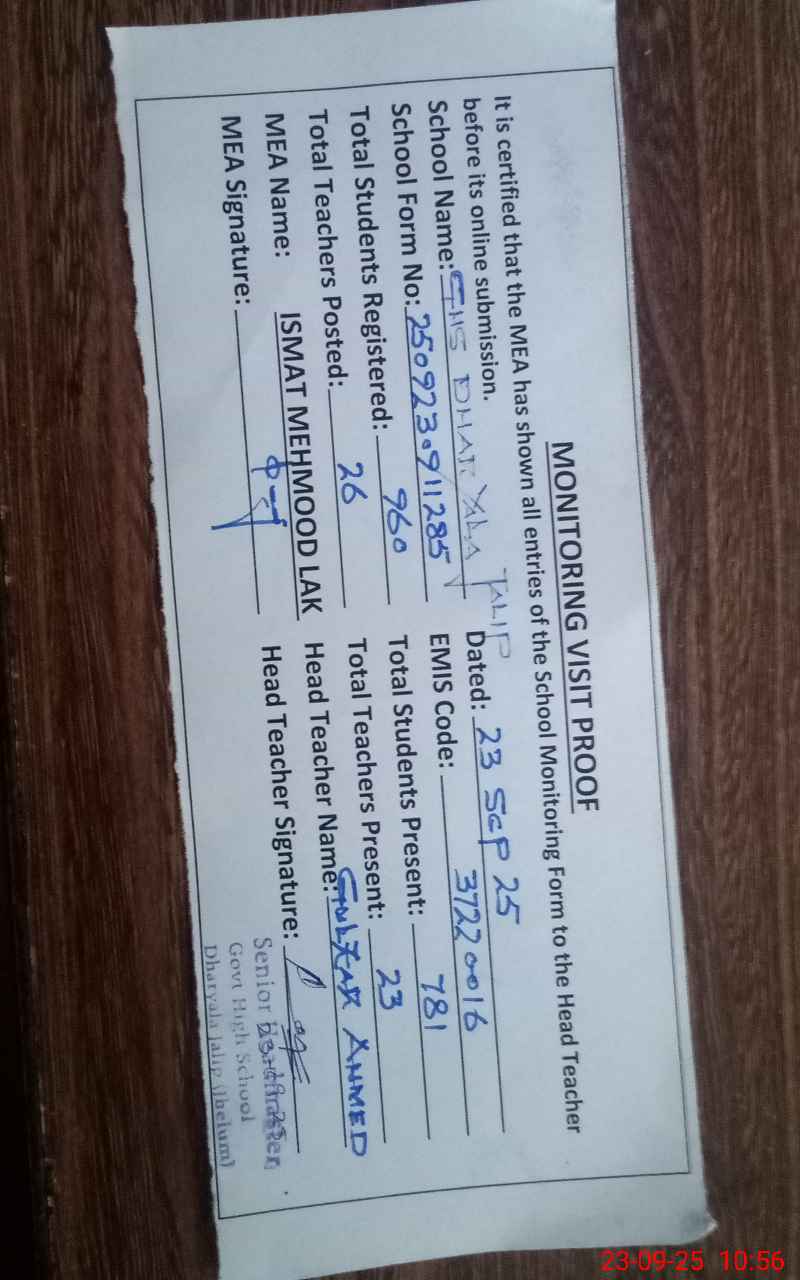 MONITORING VISIT PROOF
It is certified that the MEA has shown all entries of the School Monitoring Form to the Head Teacher
before its online submission.
School Name: GHS DHARYALA JALIP Dated: 23 Sep 25
School Form No: 250923.911285 EMIS Code: 37220016
Total Students Registered: 960 Total Students Present: 781
Total Teachers Posted: 26 Total Teachers Present: 23
MEA Name: ISMAT MEHMOOD LAK Head Teacher Name: GULZAR AHMED
MEA Signature: Head Teacher Signature:
Senior Headmaster
Govt High School
Dharyala Jalip (Jhelum)
23-09-25 10:56